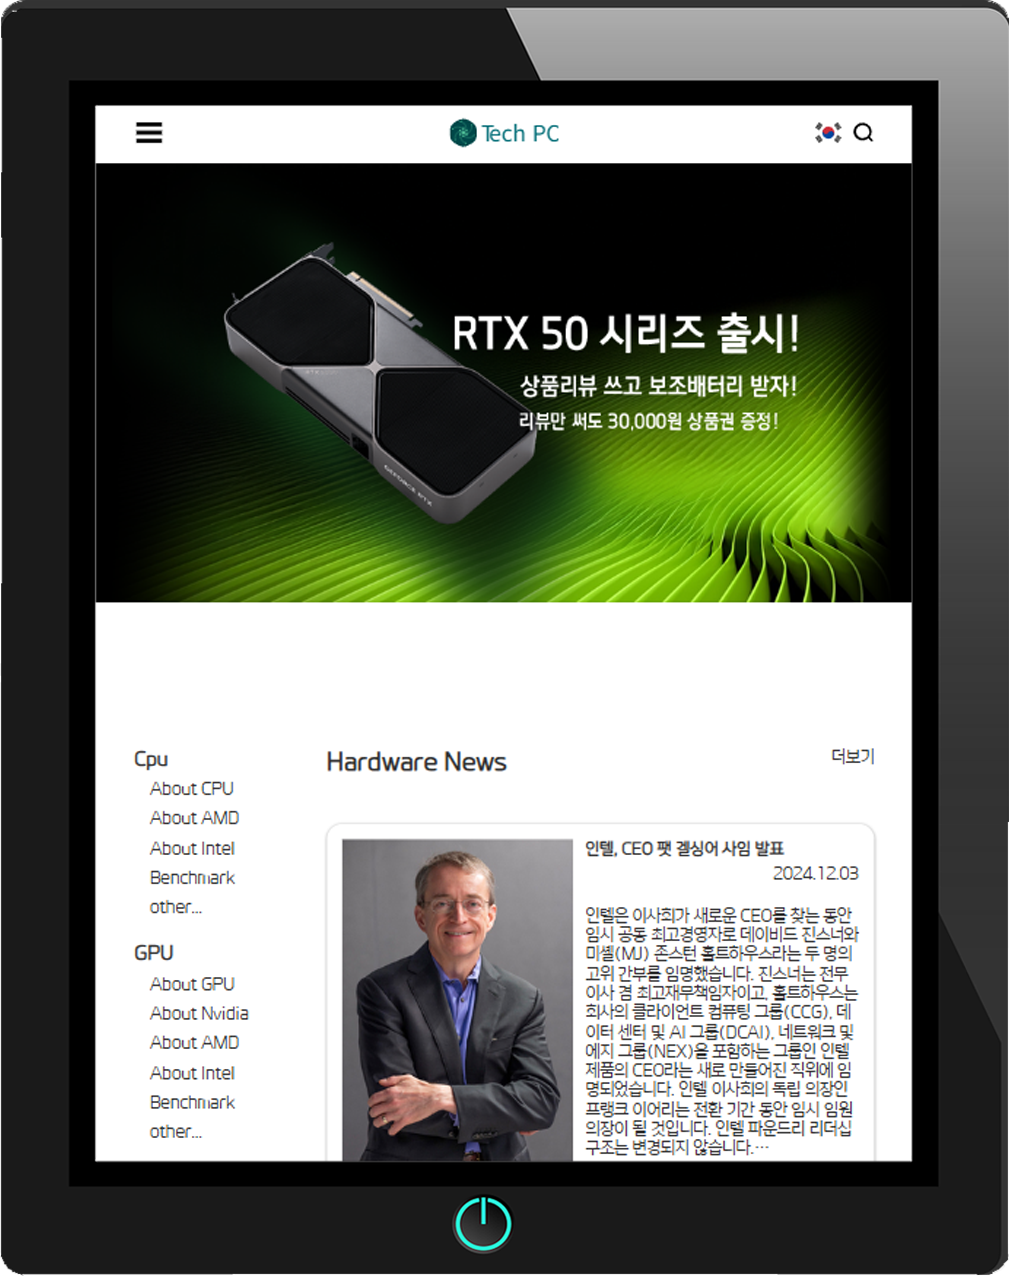 Tech PC
RTX 50 시리즈 출시!
상품리뷰 쓰고 보조배터리 받자!
리뷰만 써도 30,000원 상품권 증정!
GEFORCE RTX
Cpu
About CPU
About AMD
About Intel
Benchmark
other...
GPU
About GPU
About Nvidia
About AMD
About Intel
Benchmark
other...
Hardware News
더보기
인텔, CEO 팻 겔싱어 사임 발표
2024.12.03
인텔은 이사회가 새로운 CEO를 찾는 동안
임시 공동 최고경영자로 데이비드 진스너와
미셸(MJ) 존스턴 홀트하우스라는 두 명의
고위 간부를 임명했습니다. 진스너는 전무
이사 겸 최고재무책임자이고, 홀트하우스는
회사의 클라이언트 컴퓨팅 그룹(CCG), 데
이터 센터 및 AI 그룹(DCAI), 네트워크 및
에지 그룹(NEX)을 포함하는 그룹인 인텔
제품의 CEO라는 새로 만들어진 직위에 임
명되었습니다. 인텔 이사회의 독립 의장인
프랭크 이어리는 전환 기간 동안 임시 임원
의장이 될 것입니다. 인텔 파운드리 리더십
구조는 변경되지 않습니다.…